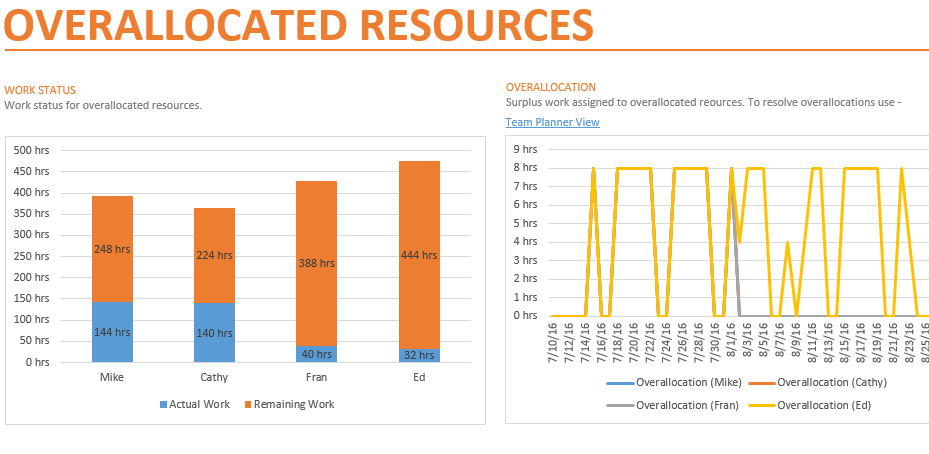 OVERALLOCATED RESOURCES
WORK STATUS
Work status for overallocated resources.
500 hrs
450 hrs
400 hrs
350 hrs
300 hrs
250 hrs
200 hrs
150 hrs
100 hrs
50 hrs
0 hrs
248 hrs
224 hrs
388 hrs
444 hrs
144 hrs
140 hrs
40 hrs
32 hrs
Mike Cathy Fran Ed
Actual Work Remaining Work
OVERALLOCATION
Surplus work assigned to overallocated reources. To resolve overallocations use -
Team Planner View
9 hrs
8 hrs
7 hrs
6 hrs
5 hrs
4 hrs
3 hrs
2 hrs
1 hrs
0 hrs
7/10/16
7/12/16
7/14/16
7/16/16
7/18/16
7/20/16
7/22/16
7/24/16
7/26/16
7/28/16
7/30/16
8/1/16
8/3/16
8/5/16
8/7/16
8/9/16
8/11/16
8/13/16
8/15/16
8/17/16
8/19/16
8/21/16
8/23/16
8/25/16
Overallocation (Mike) Overallocation (Cathy)
Overallocation (Fran) Overallocation (Ed)